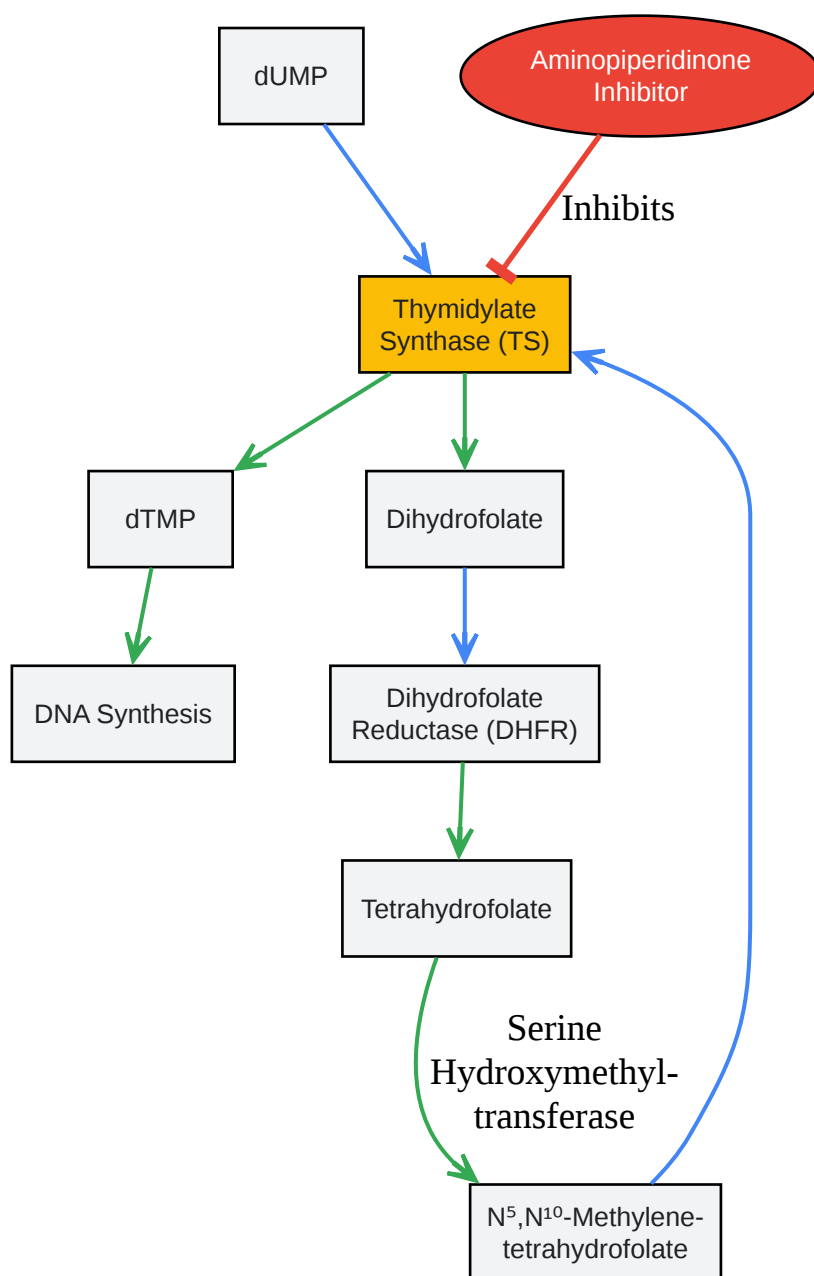 dUMP
Aminopiperidinone
Inhibitor
Inhibits
Thymidylate
Synthase (TS)
dTMP
Dihydrofolate
DNA Synthesis
Dihydrofolate
Reductase (DHFR)
Tetrahydrofolate
Serine
Hydroxymethyl-
transferase
N⁵,N¹⁰-Methylene-
tetrahydrofolate